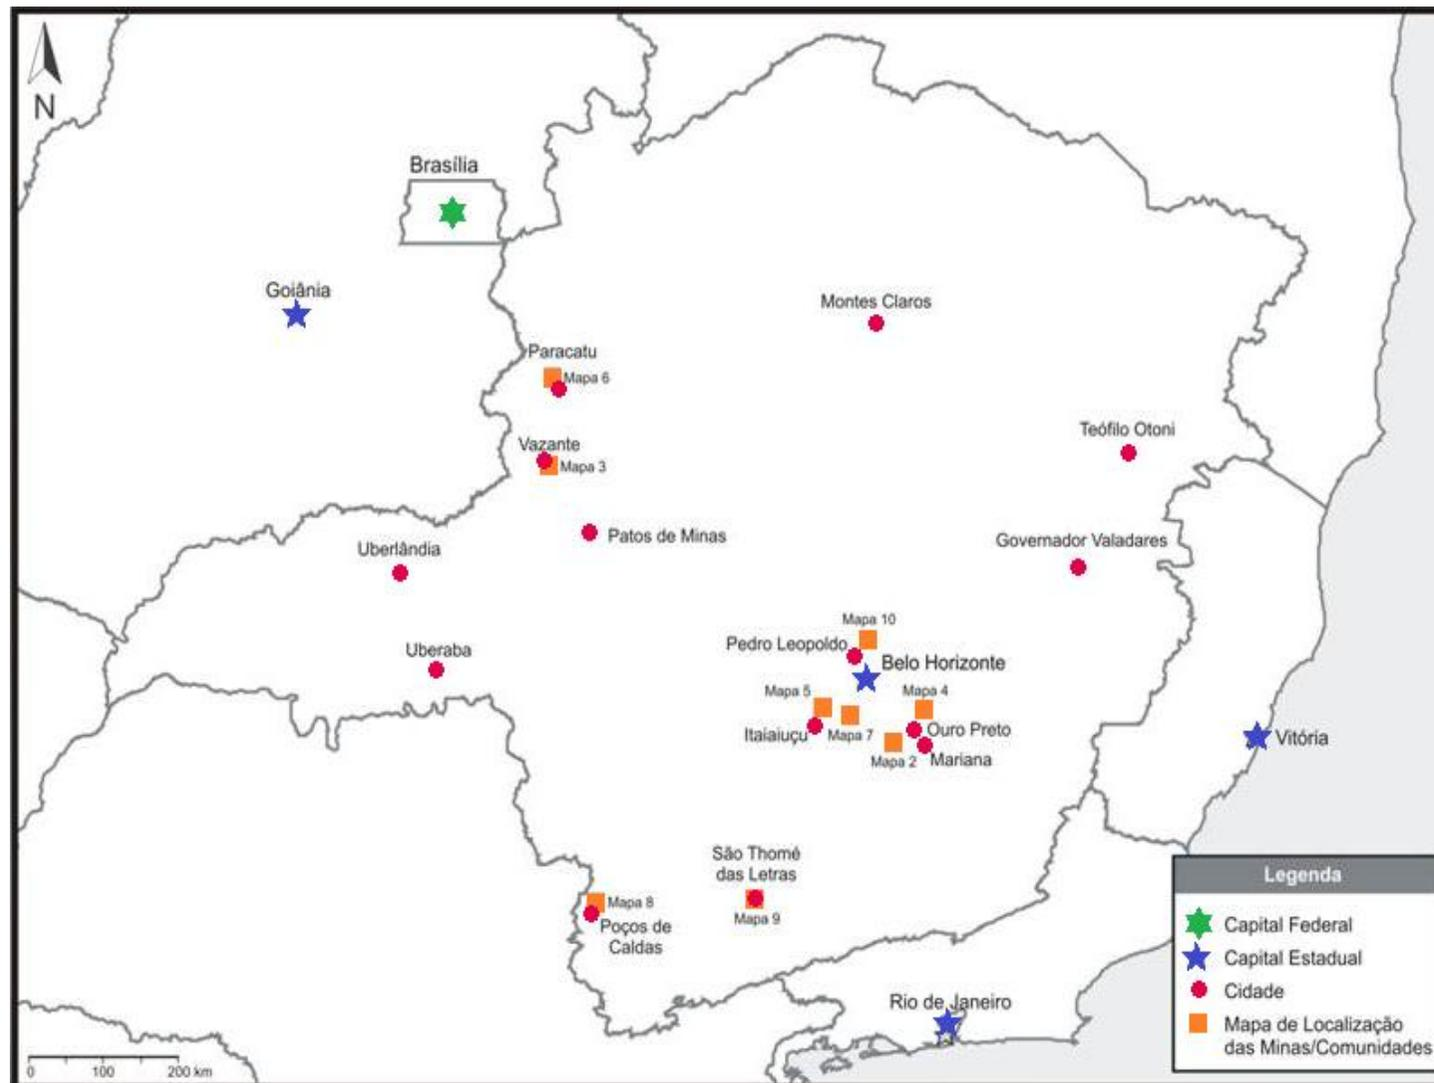 N
Brasília
Goiânia
Montes Claros
Paracatu
Mapa 6
Teófilo Otoni
Vazante
Mapa 3
Patos de Minas
Governador Valadares
Uberlândia
Mapa 10
Pedro Leopoldo
Uberaba
Belo Horizonte
Mapa 5
Mapa 4
Itaiaiuçu
Mapa 7
Ouro Preto
Vitória
Mapa 2
Mariana
São Thomé
das Letras
Mapa 8
Mapa 9
Poços de
Caldas
Rio de Janeiro
Legenda
Capital Federal
Capital Estadual
Cidade
Mapa de Localização
das Minas/Comunidades
0 100 200 km